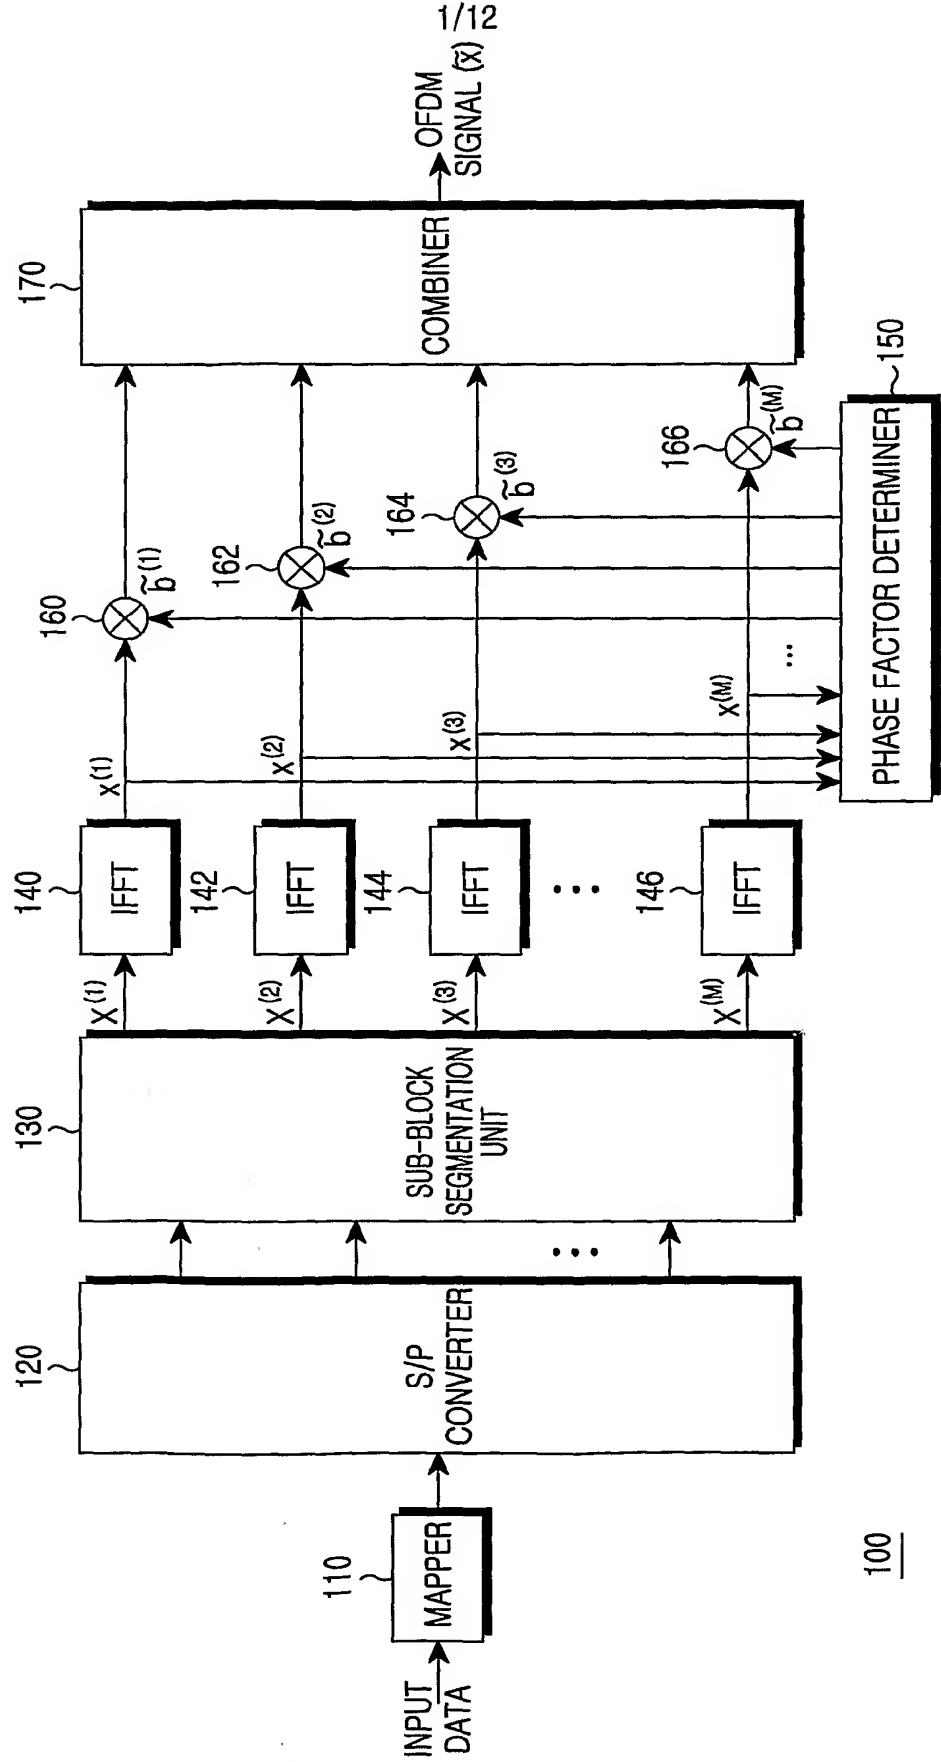 1/12
INPUT
DATA
110
MAPPER
120
S/P
CONVERTER
130
SUB-BLOCK
SEGMENTATION
UNIT
X(1)
X(2)
X(3)
X(M)
140
IFFT
142
IFFT
144
IFFT
146
IFFT
x(1)
x(2)
x(3)
x(M)
160
b̃(1)
162
b̃(2)
164
b̃(3)
166
b̃(M)
150
PHASE FACTOR DETERMINER
170
COMBINER
OFDM
SIGNAL (x̃)
100